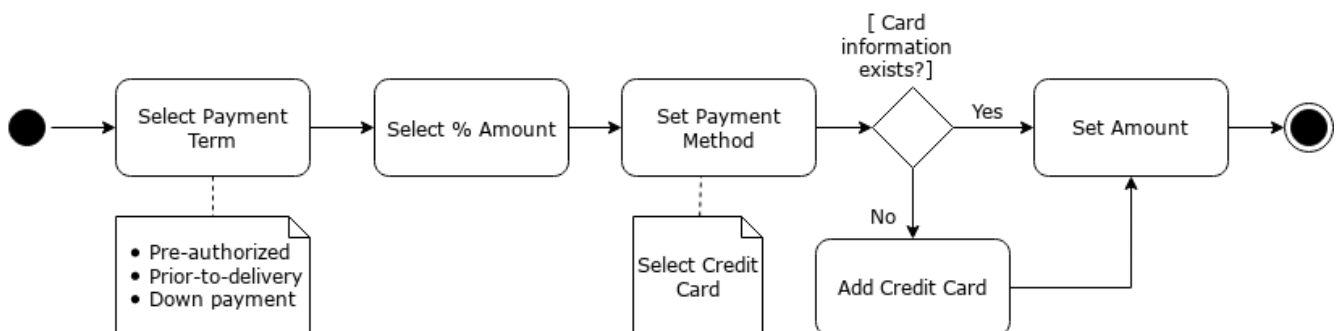 [ Card
information
exists?]
Select Payment
Term
Select % Amount
Set Payment
Method
Yes
Set Amount
No
• Pre-authorized
• Prior-to-delivery
• Down payment
Select Credit
Card
Add Credit Card